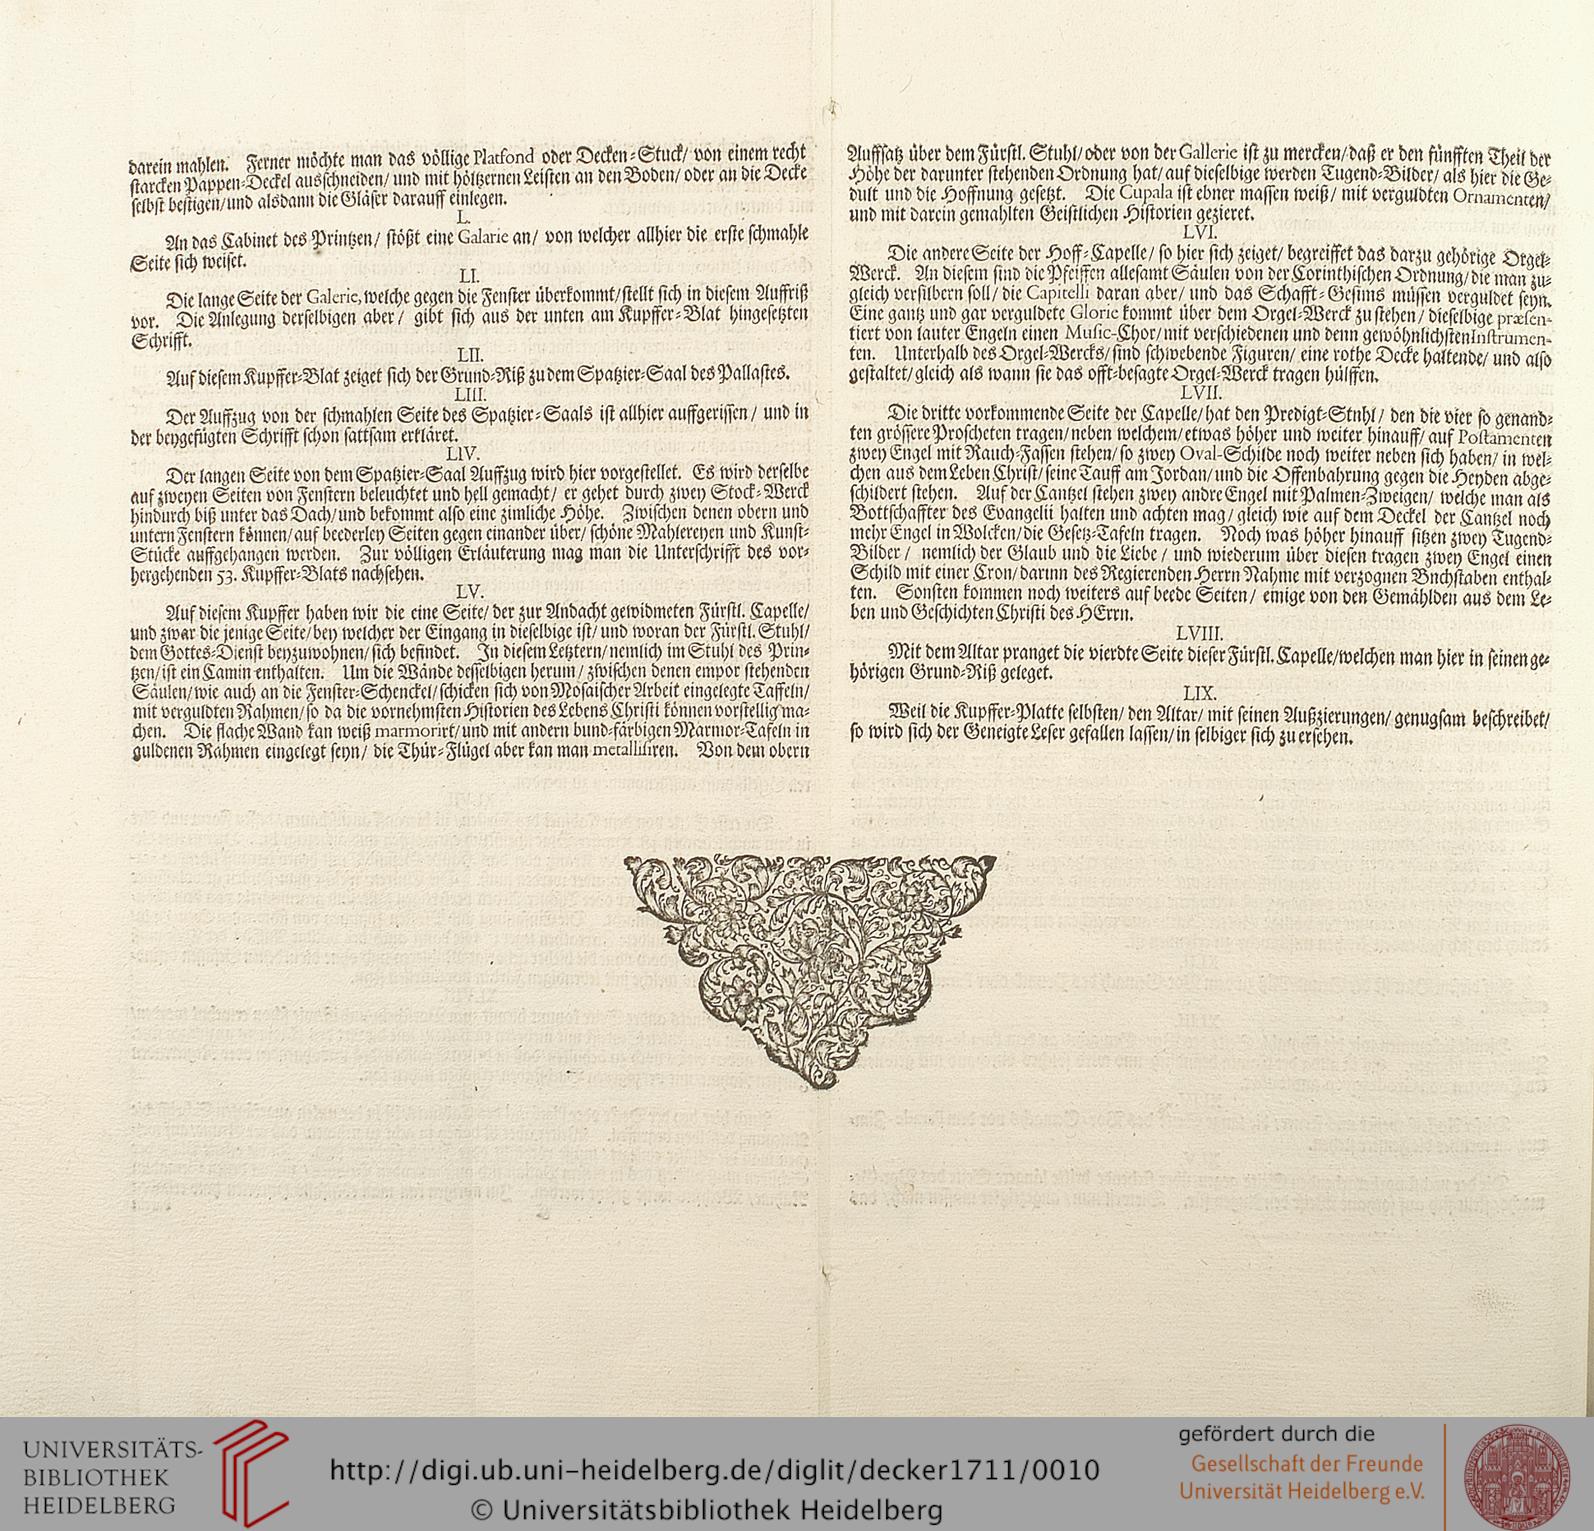 darein mahlen. Ferner möchte man das völlige Platfond oder Decken-Stuck/ von einem recht
starcken Pappen-Deckel ausschneiden/ und mit höltzernen Leisten an den Boden/ oder an die Decke
selbst bestigen/und alsdann die Gläser darauff einlegen.
L.
An das Cabinet des Printzen/ stößt eine Galarie an/ von welcher allhier die erste schmahle
Seite sich weiset.
LI.
Die lange Seite der Galerie, welche gegen die Fenster überkommt/stellt sich in diesem Auffriß
vor. Die Anlegung derselbigen aber/ gibt sich aus der unten am Kupffer-Blat hingesetzten
Schrifft.
LII.
Auf diesem Kupffer-Blat zeiget sich der Grund-Riß zu dem Spatzier-Saal des Pallastes.
LIII.
Der Auffzug von der schmahlen Seite des Spatzier-Saals ist allhier auffgerissen/ und in
der beygefügten Schrifft schon sattsam erkläret.
LIV.
Der langen Seite von dem Spatzier-Saal Auffzug wird hier vorgestellet. Es wird derselbe
auf zweyen Seiten von Fenstern beleuchtet und hell gemacht/ er gehet durch zwey Stock-Werck
hindurch biß unter das Dach/und bekommt also eine zimliche Höhe. Zwischen denen obern und
untern Fenstern können/auf beederley Seiten gegen einander über/ schöne Mahlereyen und Kunst-
Stücke auffgehangen werden. Zur völligen Erläuterung mag man die Unterschrifft des vor-
hergehenden 53. Kupffer-Blats nachsehen.
LV.
Auf diesem Kupffer haben wir die eine Seite/ der zur Andacht gewidmeten Fürstl. Capelle/
und zwar die jenige Seite/bey welcher der Eingang in dieselbige ist/ und woran der Fürstl. Stuhl/
dem Gottes-Dienst beyzuwohnen/ sich befindet. In diesem Letztern/ nemlich im Stuhl des Prin-
tzen/ist ein Camin enthalten. Um die Wände desselbigen herum/ zwischen denen empor stehenden
Säulen/wie auch an die Fenster-Schenckel/ schicken sich von Mosaischer Arbeit eingelegte Taffeln/
mit verguldten Rahmen/ so da die vornehmsten Historien des Lebens Christi können vorstellig ma-
chen. Die flache Wand kan weiß marmorirt/ und mit andern bund-färbigen Marmor-Tafeln in
guldenen Rahmen eingelegt seyn/ die Thür-Flügel aber kan man metallisiren. Von dem obern
Auffsatz über dem Fürstl. Stuhl/ oder von der Gallerie ist zu mercken/ daß er den fünfften Theil der
Höhe der darunter stehenden Ordnung hat/ auf dieselbige werden Tugend-Bilder/ als hier die Ge-
dult und die Hoffnung gesetzt. Die Cupala ist ebner massen weiß/ mit verguldten Ornamenten/
und mit darein gemahlten Geistlichen Historien gezieret.
LVI.
Die andere Seite der Hoff-Capelle/ so hier sich zeiget/ begreiffet das darzu gehörige Orgel-
Werck. An diesem sind die Pfeiffen allesamt Säulen von der Corinthischen Ordnung/ die man zu-
gleich versilbern soll/ die Capitelli daran aber/ und das Schafft-Gesims müssen verguldet seyn.
Eine gantz und gar verguldete Glorie kommt über dem Orgel-Werck zu stehen/ dieselbige præsen-
tiert von lauter Engeln einen Music-Chor/ mit verschiedenen und denn gewöhnlichsten Instrumen-
ten. Unterhalb des Orgel-Wercks/ sind schwebende Figuren/ eine rothe Decke haltende/ und also
gestaltet/ gleich als wann sie das offt-besagte Orgel-Werck tragen hülffen.
LVII.
Die dritte vorkommende Seite der Capelle/ hat den Predigt-Stnhl/ den die vier so genand-
ten grössere Proscheten tragen/ neben welchem/ etwas höher und weiter hinauff/ auf Postamenten
zwey Engel mit Rauch-Fassen stehen/ so zwey Oval-Schilde noch weiter neben sich haben/ in wel-
chen aus dem Leben Christ/ seine Tauff am Jordan/ und die Offenbahrung gegen die Heyden abge-
schildert stehen. Auf der Cantzel stehen zwey andre Engel mit Palmen-Zweigen/ welche man als
Bottschaffter des Evangelii halten und achten mag/ gleich wie auf dem Deckel der Cantzel noch
mehr Engel in Wolcken/ die Gesetz-Tafeln tragen. Noch was höher hinauff sitzen zwey Tugend-
Bilder/ nemlich der Glaub und die Liebe/ und wiederum über diesen tragen zwey Engel einen
Schild mit einer Cron/ darinn des Regierenden Herrn Nahme mit verzognen Bnchstaben enthal-
ten. Sonsten kommen noch weiters auf beede Seiten/ einige von den Gemählden aus dem Le-
ben und Geschichten Christi des HErrn.
LVIII.
Mit dem Altar pranget die vierdte Seite dieser Fürstl. Capelle/welchen man hier in seinen ge-
hörigen Grund-Riß geleget.
LIX.
Weil die Kupffer-Platte selbsten/ den Altar/ mit seinen Außzierungen/ genugsam beschreibet/
so wird sich der Geneigte Leser gefallen lassen/ in selbiger sich zu ersehen.
UNIVERSITÄTS-
BIBLIOTHEK
HEIDELBERG
http://digi.ub.uni-heidelberg.de/diglit/decker1711/0010
© Universitätsbibliothek Heidelberg
gefördert durch die
Gesellschaft der Freunde
Universität Heidelberg e.V.